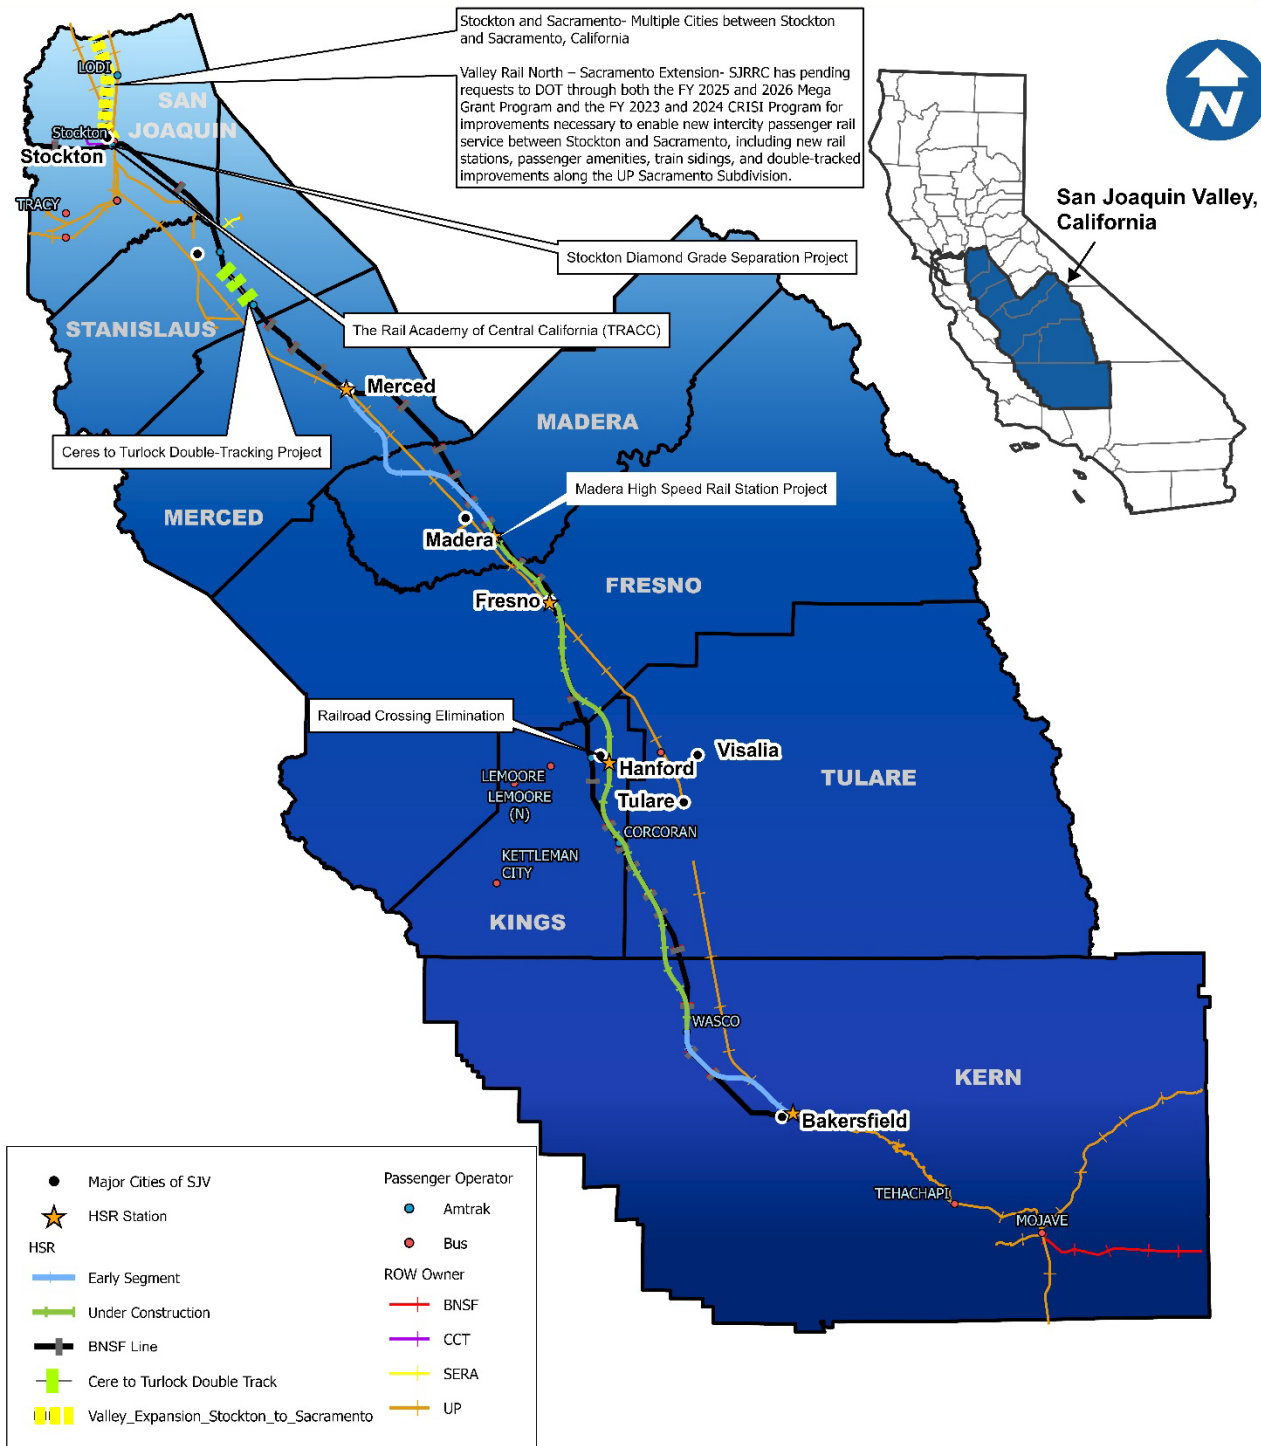 Stockton and Sacramento- Multiple Cities between Stockton
and Sacramento, California
Valley Rail North – Sacramento Extension- SJRRC has pending
requests to DOT through both the FY 2025 and 2026 Mega
Grant Program and the FY 2023 and 2024 CRISI Program for
improvements necessary to enable new intercity passenger rail
service between Stockton and Sacramento, including new rail
stations, passenger amenities, train sidings, and double-tracked
improvements along the UP Sacramento Subdivision.
N
San Joaquin Valley,
California
LODI
SAN
JOAQUIN
Stockton
Stockton
TRACY
Stockton Diamond Grade Separation Project
STANISLAUS
The Rail Academy of Central California (TRACC)
Merced
MADERA
Ceres to Turlock Double-Tracking Project
Madera High Speed Rail Station Project
MERCED
Madera
FRESNO
Fresno
Railroad Crossing Elimination
Visalia
Hanford
LEMOORE
LEMOORE
(N)
TULARE
Tulare
CORCORAN
KETTLEMAN
CITY
KINGS
WASCO
KERN
Bakersfield
TEHACHAPI
MOJAVE
Major Cities of SJV
HSR Station
HSR
Early Segment
Under Construction
BNSF Line
Cere to Turlock Double Track
Valley_Expansion_Stockton_to_Sacramento
Passenger Operator
Amtrak
Bus
ROW Owner
BNSF
CCT
SERA
UP